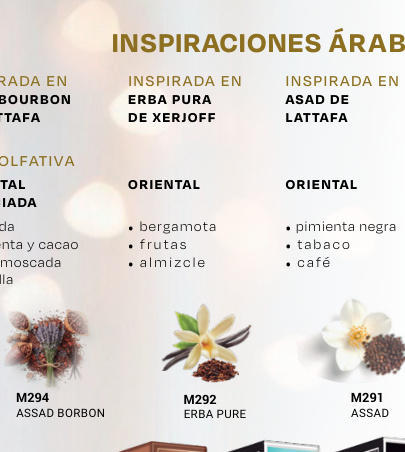 INSPIRACIONES ÁRAB
RADA EN
BOURBON
TTAFA
OLFATIVA
TAL
IADA
da
enta y cacao
moscada
lla
M294
ASSAD BORBON
INSPIRADA EN
ERBA PURA
DE XERJOFF
ORIENTAL
• bergamota
• frutas
• almizcle
M292
ERBA PURE
INSPIRADA EN
ASAD DE
LATTAFA
ORIENTAL
• pimienta negra
• tabaco
• café
M291
ASSAD